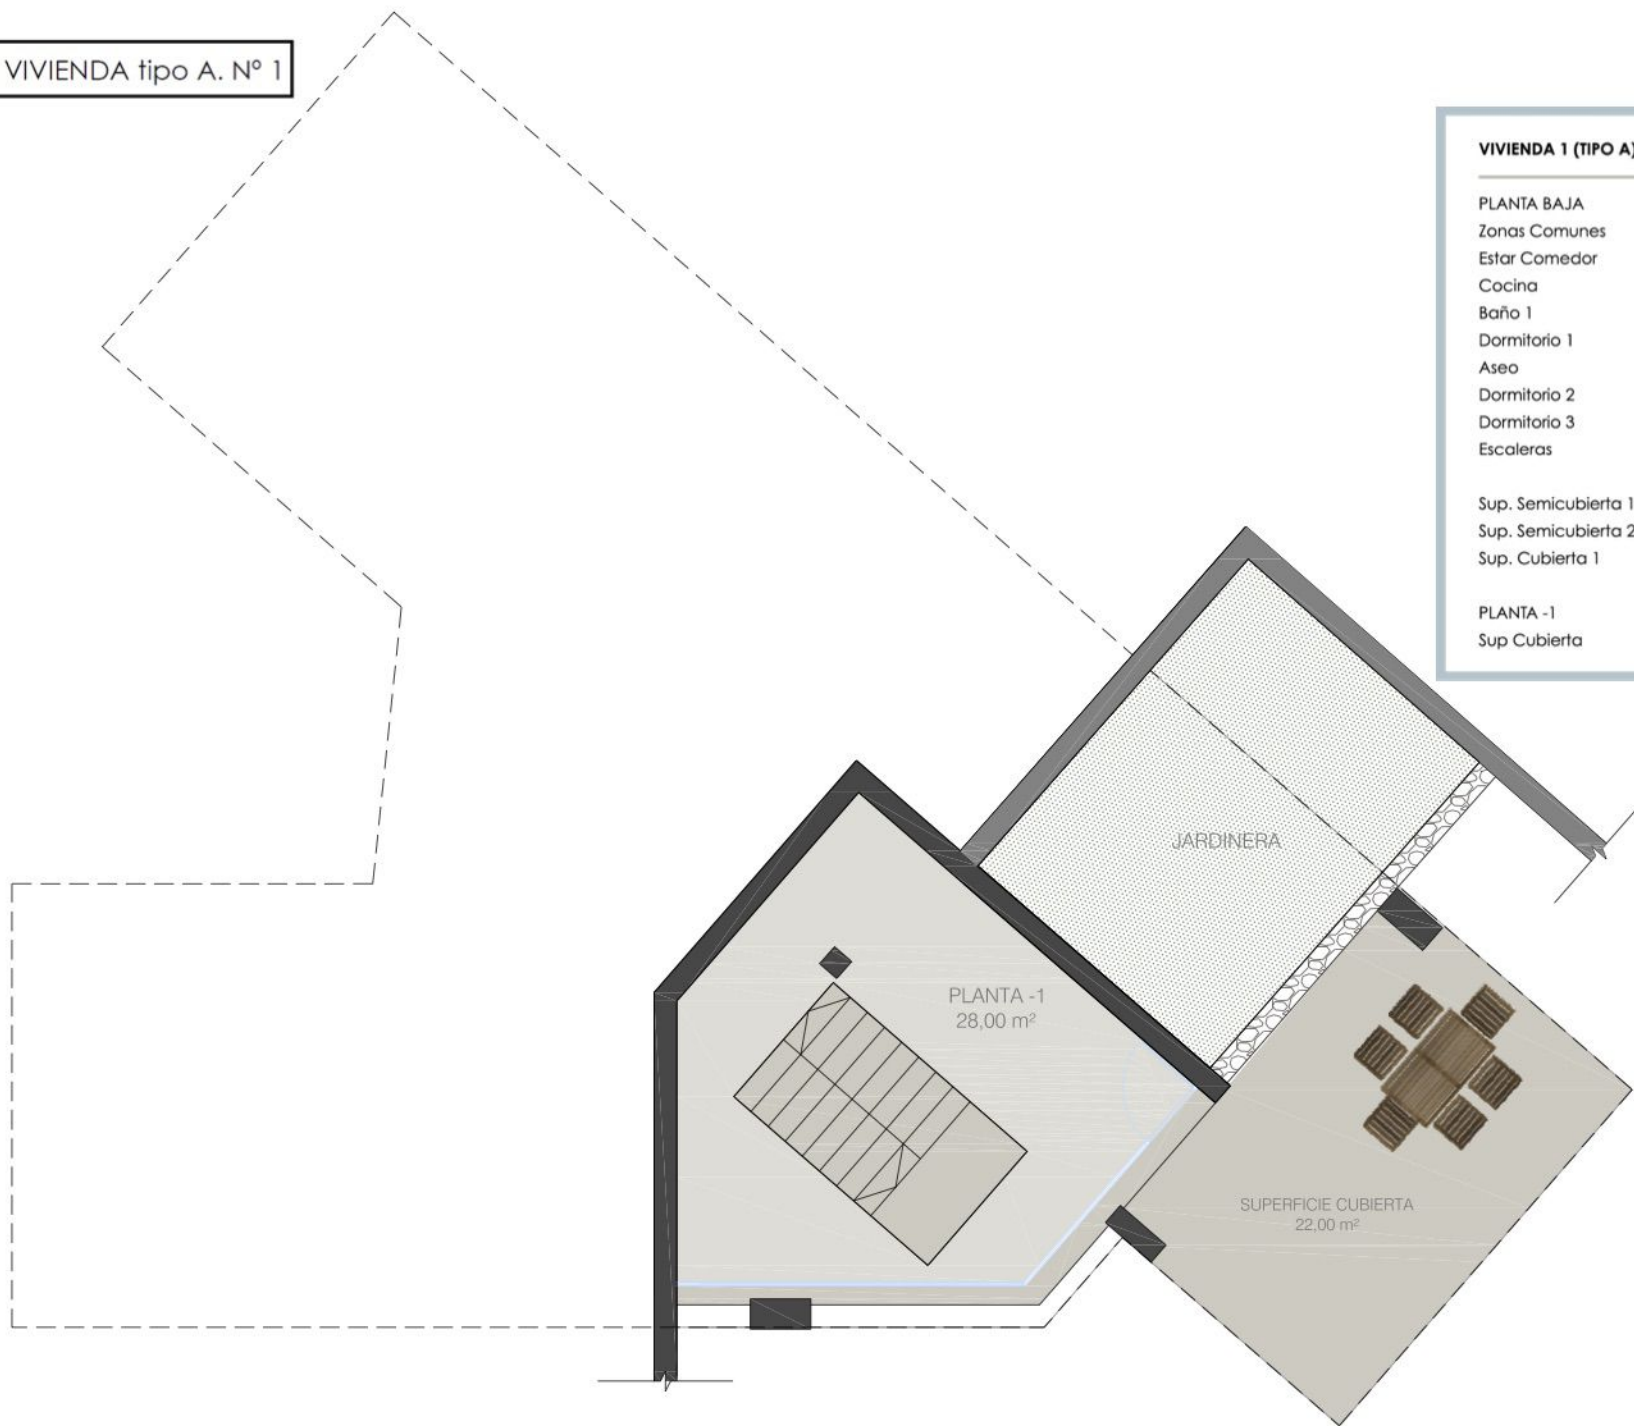 VIVIENDA tipo A. Nº 1
VIVIENDA 1 (TIPO A)
PLANTA BAJA
Zonas Comunes
Estar Comedor
Cocina
Baño 1
Dormitorio 1
Aseo
Dormitorio 2
Dormitorio 3
Escaleras
Sup. Semicubierta 1
Sup. Semicubierta 2
Sup. Cubierta 1
PLANTA -1
Sup Cubierta
JARDINERA
PLANTA -1
28,00 m²
SUPERFICIE CUBIERTA
22,00 m²